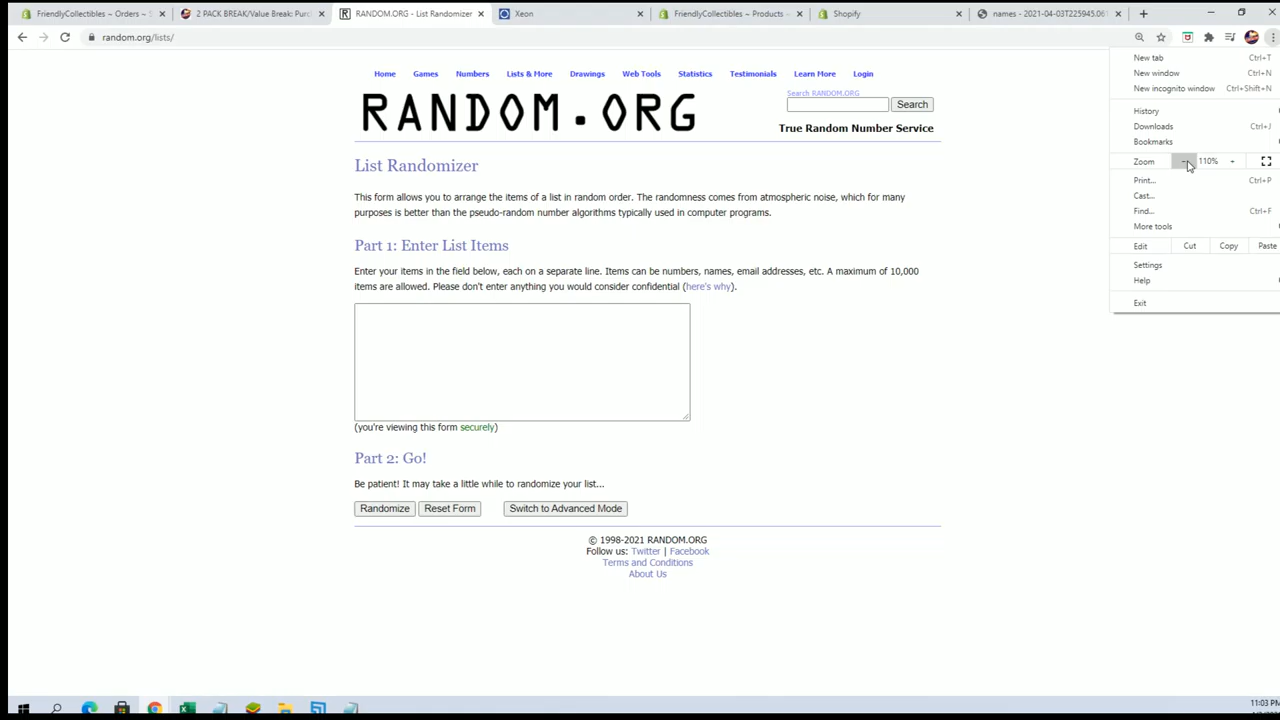 FriendlyCollectibles ~ Orders ~ S
2 PACK BREAK/Value Break: Purc
RANDOM.ORG - List Randomizer
Xeon
FriendlyCollectibles ~ Products ~
Shopify
names - 2021-04-03T225945.061
random.org/lists/
New tab Ctrl+T
New window Ctrl+N
New incognito window Ctrl+Shift+N
History
Downloads Ctrl+J
Bookmarks
Zoom - 110% +
Print... Ctrl+P
Cast...
Find... Ctrl+F
More tools
Edit Cut Copy Paste
Settings
Help
Exit
Home Games Numbers Lists & More Drawings Web Tools Statistics Testimonials Learn More Login
Search RANDOM.ORG
RANDOM.ORG
Search
True Random Number Service
List Randomizer
This form allows you to arrange the items of a list in random order. The randomness comes from atmospheric noise, which for many
purposes is better than the pseudo-random number algorithms typically used in computer programs.
Part 1: Enter List Items
Enter your items in the field below, each on a separate line. Items can be numbers, names, email addresses, etc. A maximum of 10,000
items are allowed. Please don't enter anything you would consider confidential (here's why).
(you're viewing this form securely)
Part 2: Go!
Be patient! It may take a little while to randomize your list...
Randomize Reset Form Switch to Advanced Mode
© 1998-2021 RANDOM.ORG
Follow us: Twitter | Facebook
Terms and Conditions
About Us
11:03 PM